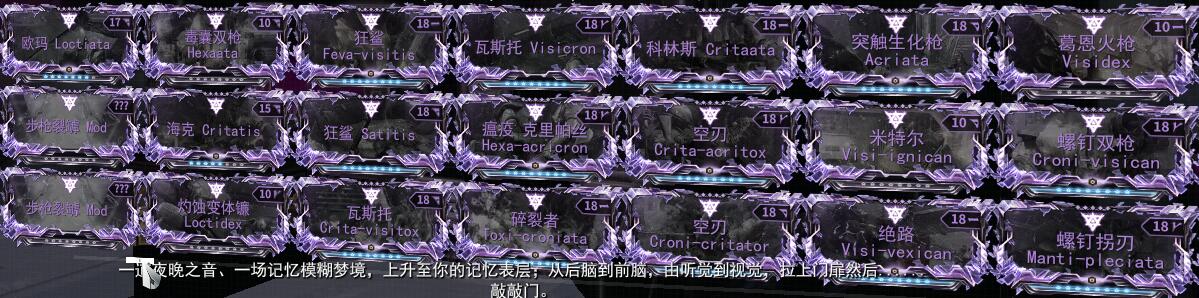 17 10 18 18 18 18 10
欧玛 Loctiata
毒囊双枪
Hexaata
狂鲨
Feva-visitis
瓦斯托 Visicron
科林斯 Critaata
突触生化枪
Acriata
葛恩火枪
Visidex
??? 15 18 18 18 10 18
步枪裂罅 Mod
海克 Critatis
狂鲨 Satitis
瘟疫 克里帕丝
Hexa-acricron
空刃
Crita-acritox
米特尔
Visi-ignican
螺钉双枪
Croni-visican
??? 10 18 18 18 18 18
步枪裂罅 Mod
灼蚀变体镰
Loctidex
瓦斯托
Crita-visitox
碎裂者
Toxi-croniata
空刃
Croni-critator
绝路
Visi-vexican
螺钉拐刃
Manti-pleciata
一道夜晚之音、一场记忆模糊梦境，上升至你的记忆表层；从后脑到前脑，由听觉到视觉，拉上门扉然后:
敲敲门。